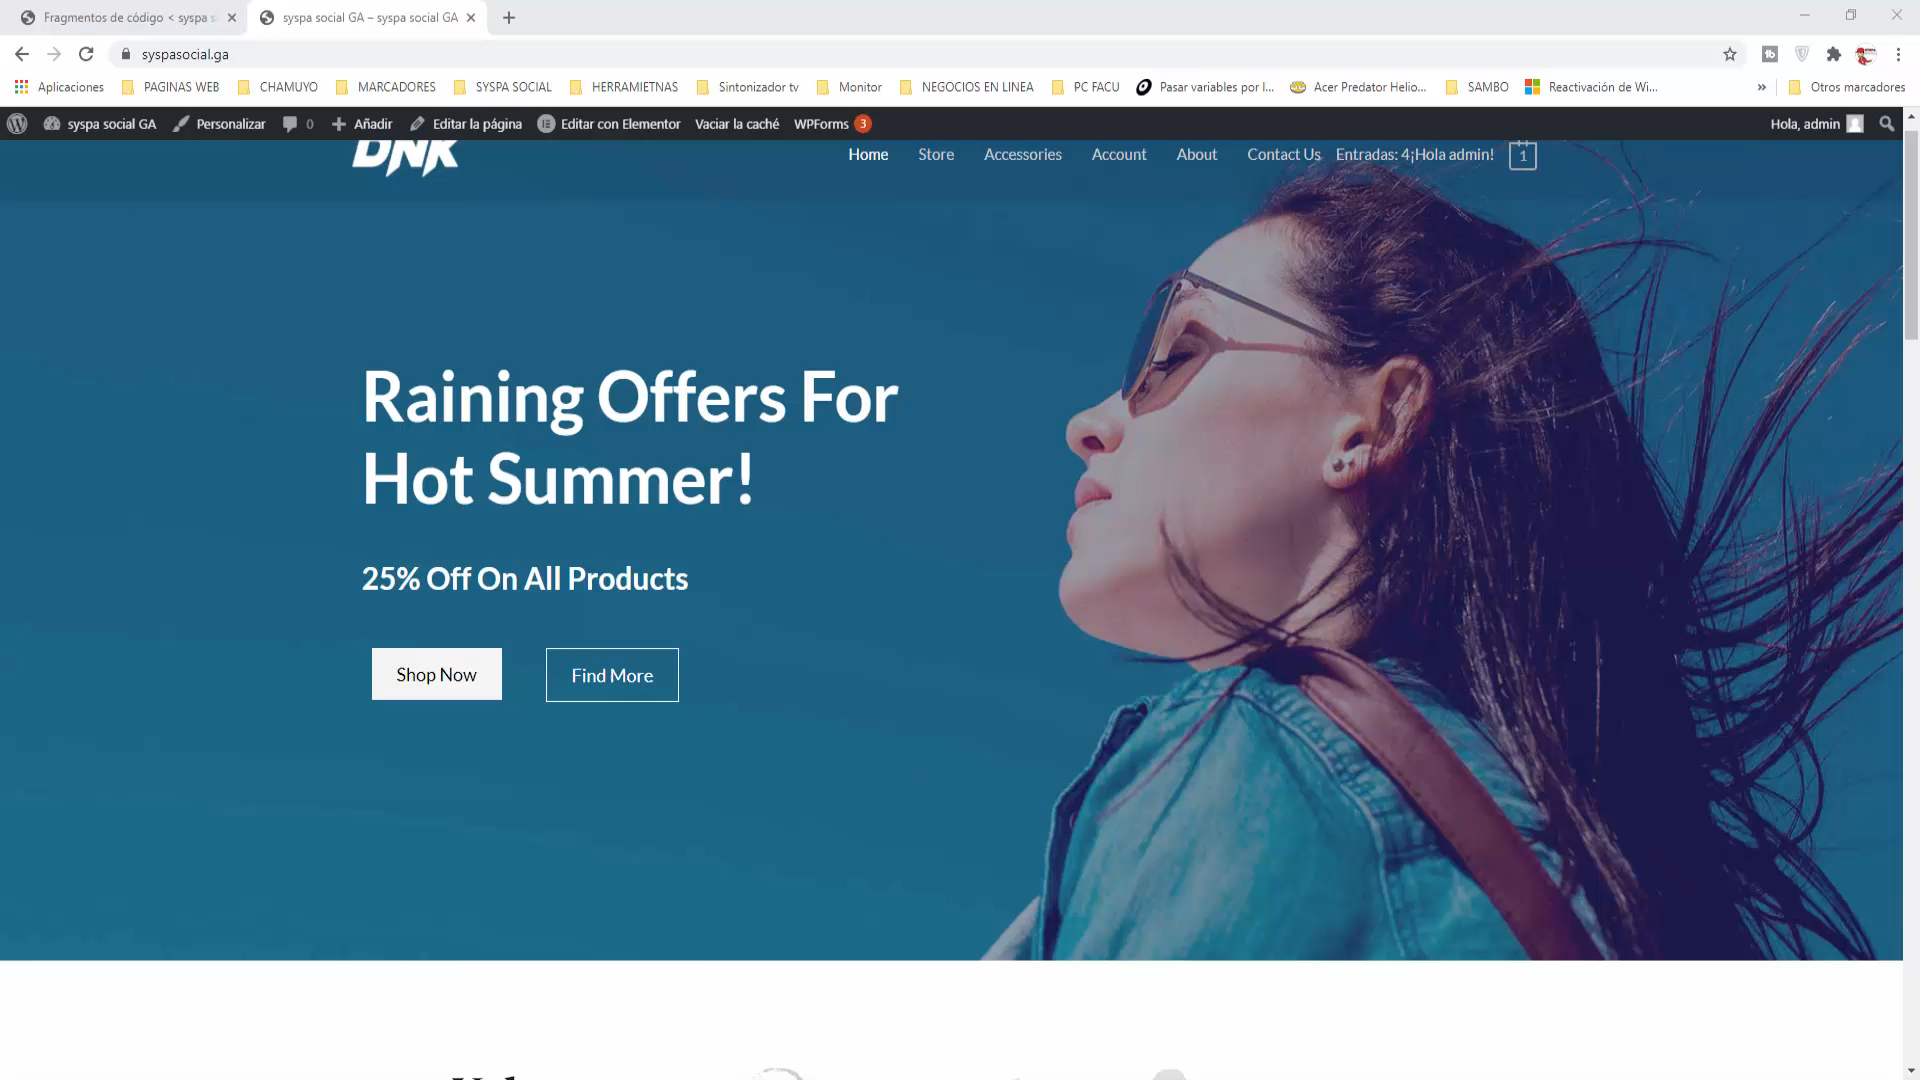 Fragmentos de código < syspa s
syspa social GA – syspa social GA
syspasocial.ga
Aplicaciones
PAGINAS WEB
CHAMUYO
MARCADORES
SYSPA SOCIAL
HERRAMIETNAS
Sintonizador tv
Monitor
NEGOCIOS EN LINEA
PC FACU
Pasar variables por l...
Acer Predator Helio...
SAMBO
Reactivación de Wi...
»
Otros marcadores
syspa social GA
Personalizar
0
Añadir
Editar la página
Editar con Elementor
Vaciar la caché
WPForms 3
Hola, admin
DNK
Home
Store
Accessories
Account
About
Contact Us
Entradas: 4¡Hola admin!
1
Raining Offers For
Hot Summer!
25% Off On All Products
Shop Now
Find More